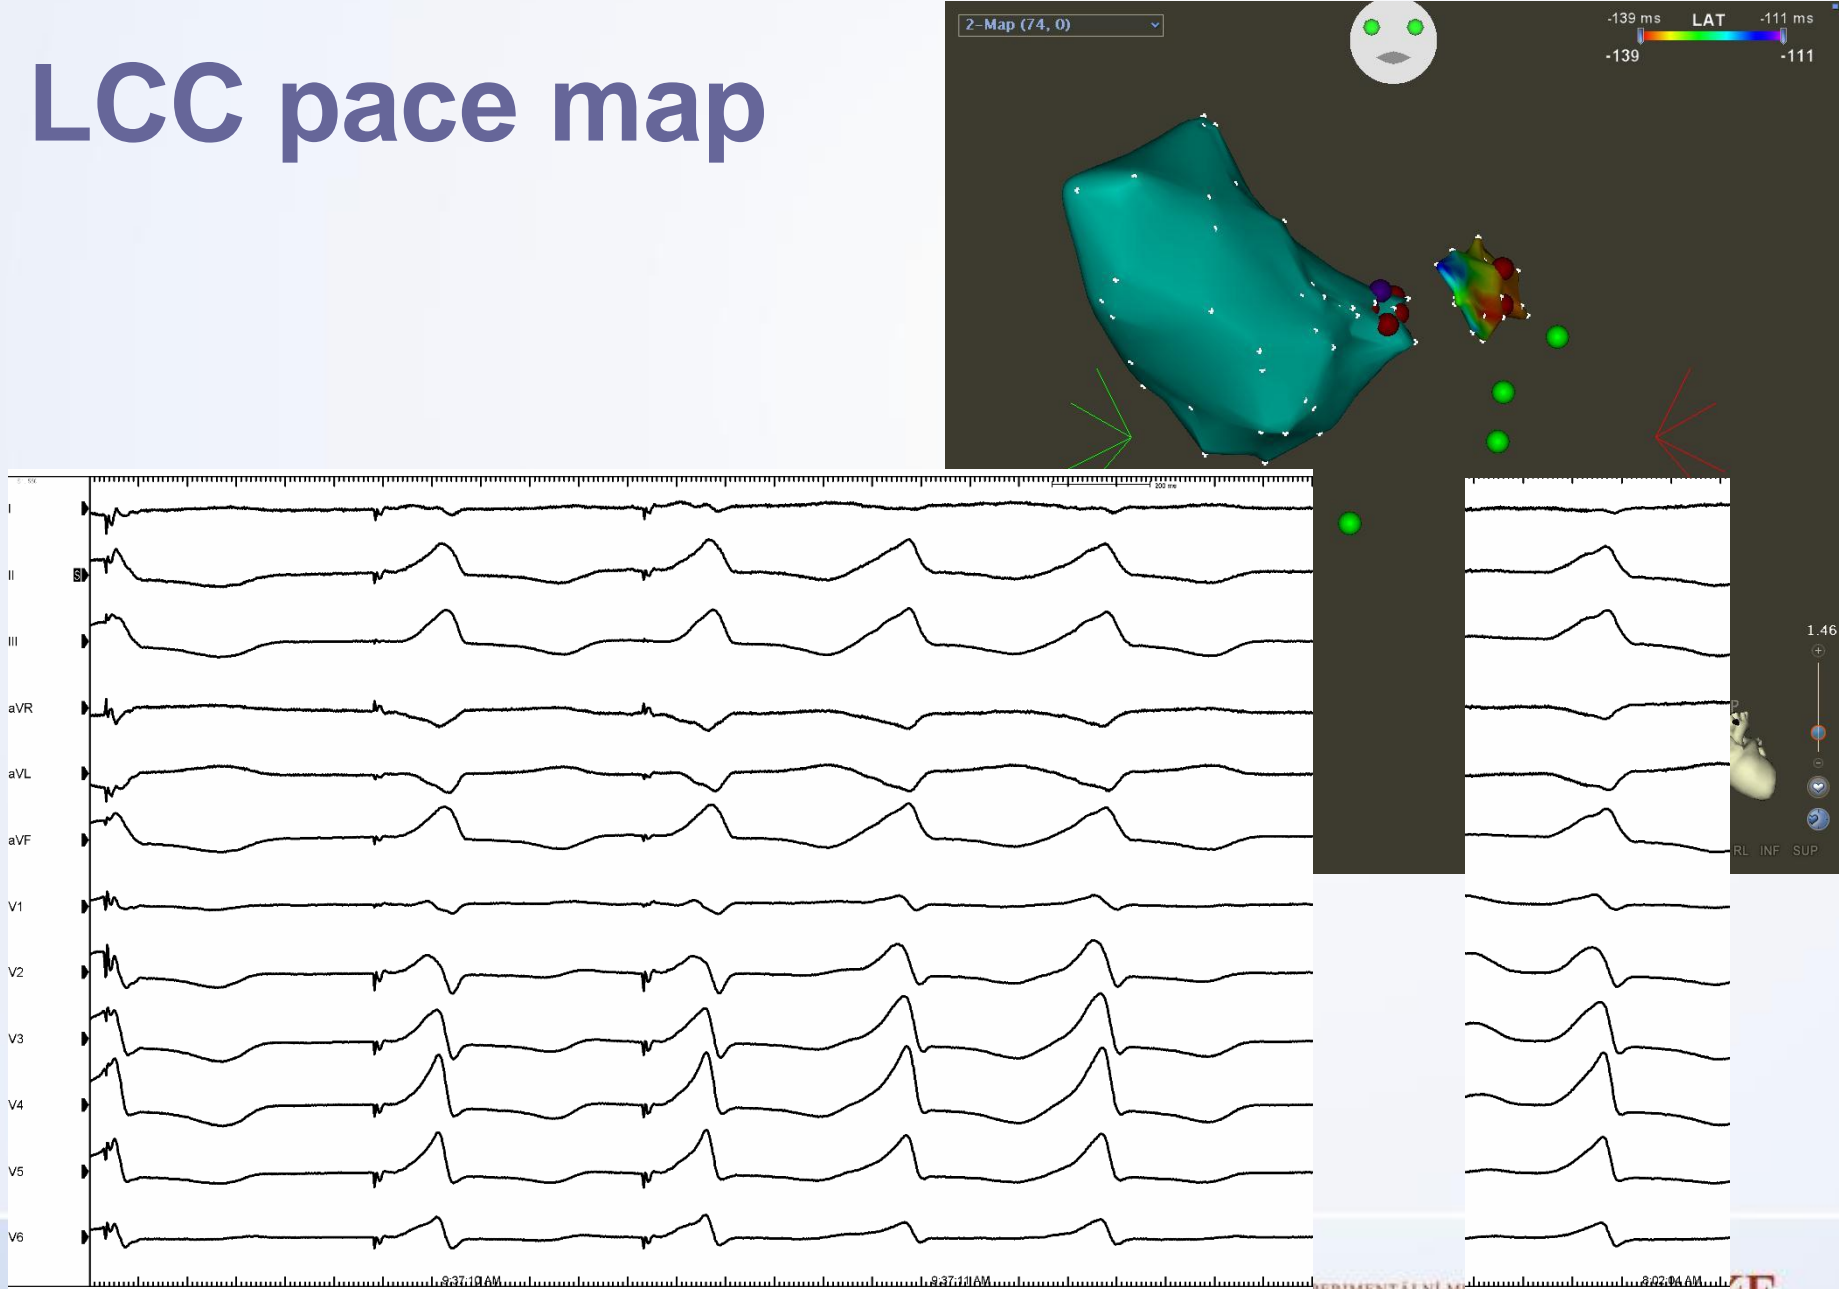 LCC pace map
2-Map (74, 0)
-139 ms LAT -111 ms
-139 -111
200 ms
I
II
S
III
aVR
aVL
aVF
V1
V2
V3
V4
V5
V6
1.46
RL INF SUP
9:37:10 AM 9:37:11 AM 8:02:04 AM